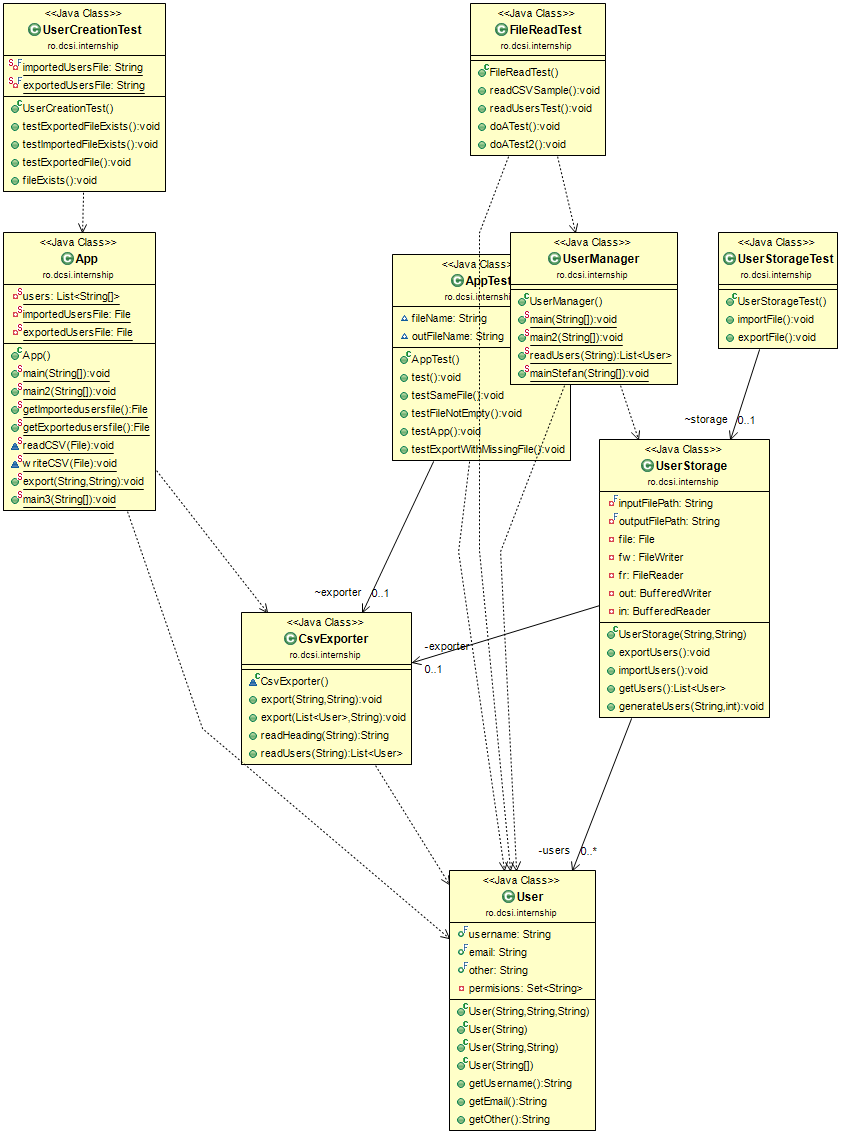 <<Java Class>>
UserCreationTest
ro.dcsi.internship
importedUsersFile: String
exportedUsersFile: String
UserCreationTest()
testExportedFileExists():void
testImportedFileExists():void
testExportedFile():void
fileExists():void
<<Java Class>>
FileReadTest
ro.dcsi.internship
FileReadTest()
readCSVSample():void
readUsersTest():void
doATest():void
doATest2():void
<<Java Class>>
App
ro.dcsi.internship
users: List<String[]>
importedUsersFile: File
exportedUsersFile: File
App()
main(String[]):void
main2(String[]):void
getImportedusersfile():File
getExportedusersfile():File
readCSV(File):void
writeCSV(File):void
export(String,String):void
main3(String[]):void
<<Java Class
AppTest
ro.dcsi.internship
fileName: String
outFileName: String
AppTest()
test():void
testSameFile():void
testFileNotEmpty():void
testApp():void
testExportWithMissingFile():void
<<Java Class>>
UserManager
ro.dcsi.internship
UserManager()
main(String[]):void
main2(String[]):void
readUsers(String):List<User>
mainStefan(String[]):void
<<Java Class>>
UserStorageTest
ro.dcsi.internship
UserStorageTest()
importFile():void
exportFile():void
~storage 0..1
<<Java Class>>
UserStorage
ro.dcsi.internship
inputFilePath: String
outputFilePath: String
file: File
fw: FileWriter
fr: FileReader
out: BufferedWriter
in: BufferedReader
UserStorage(String,String)
exportUsers():void
importUsers():void
getUsers():List<User>
generateUsers(String,int):void
~exporter 0..1
-exporter
0..1
<<Java Class>>
CsvExporter
ro.dcsi.internship
CsvExporter()
export(String,String):void
export(List<User>,String):void
readHeading(String):String
readUsers(String):List<User>
-users 0..*
<<Java Class>>
User
ro.dcsi.internship
username: String
email: String
other: String
permisions: Set<String>
User(String,String,String)
User(String)
User(String,String)
User(String[])
getUsername():String
getEmail():String
getOther():String